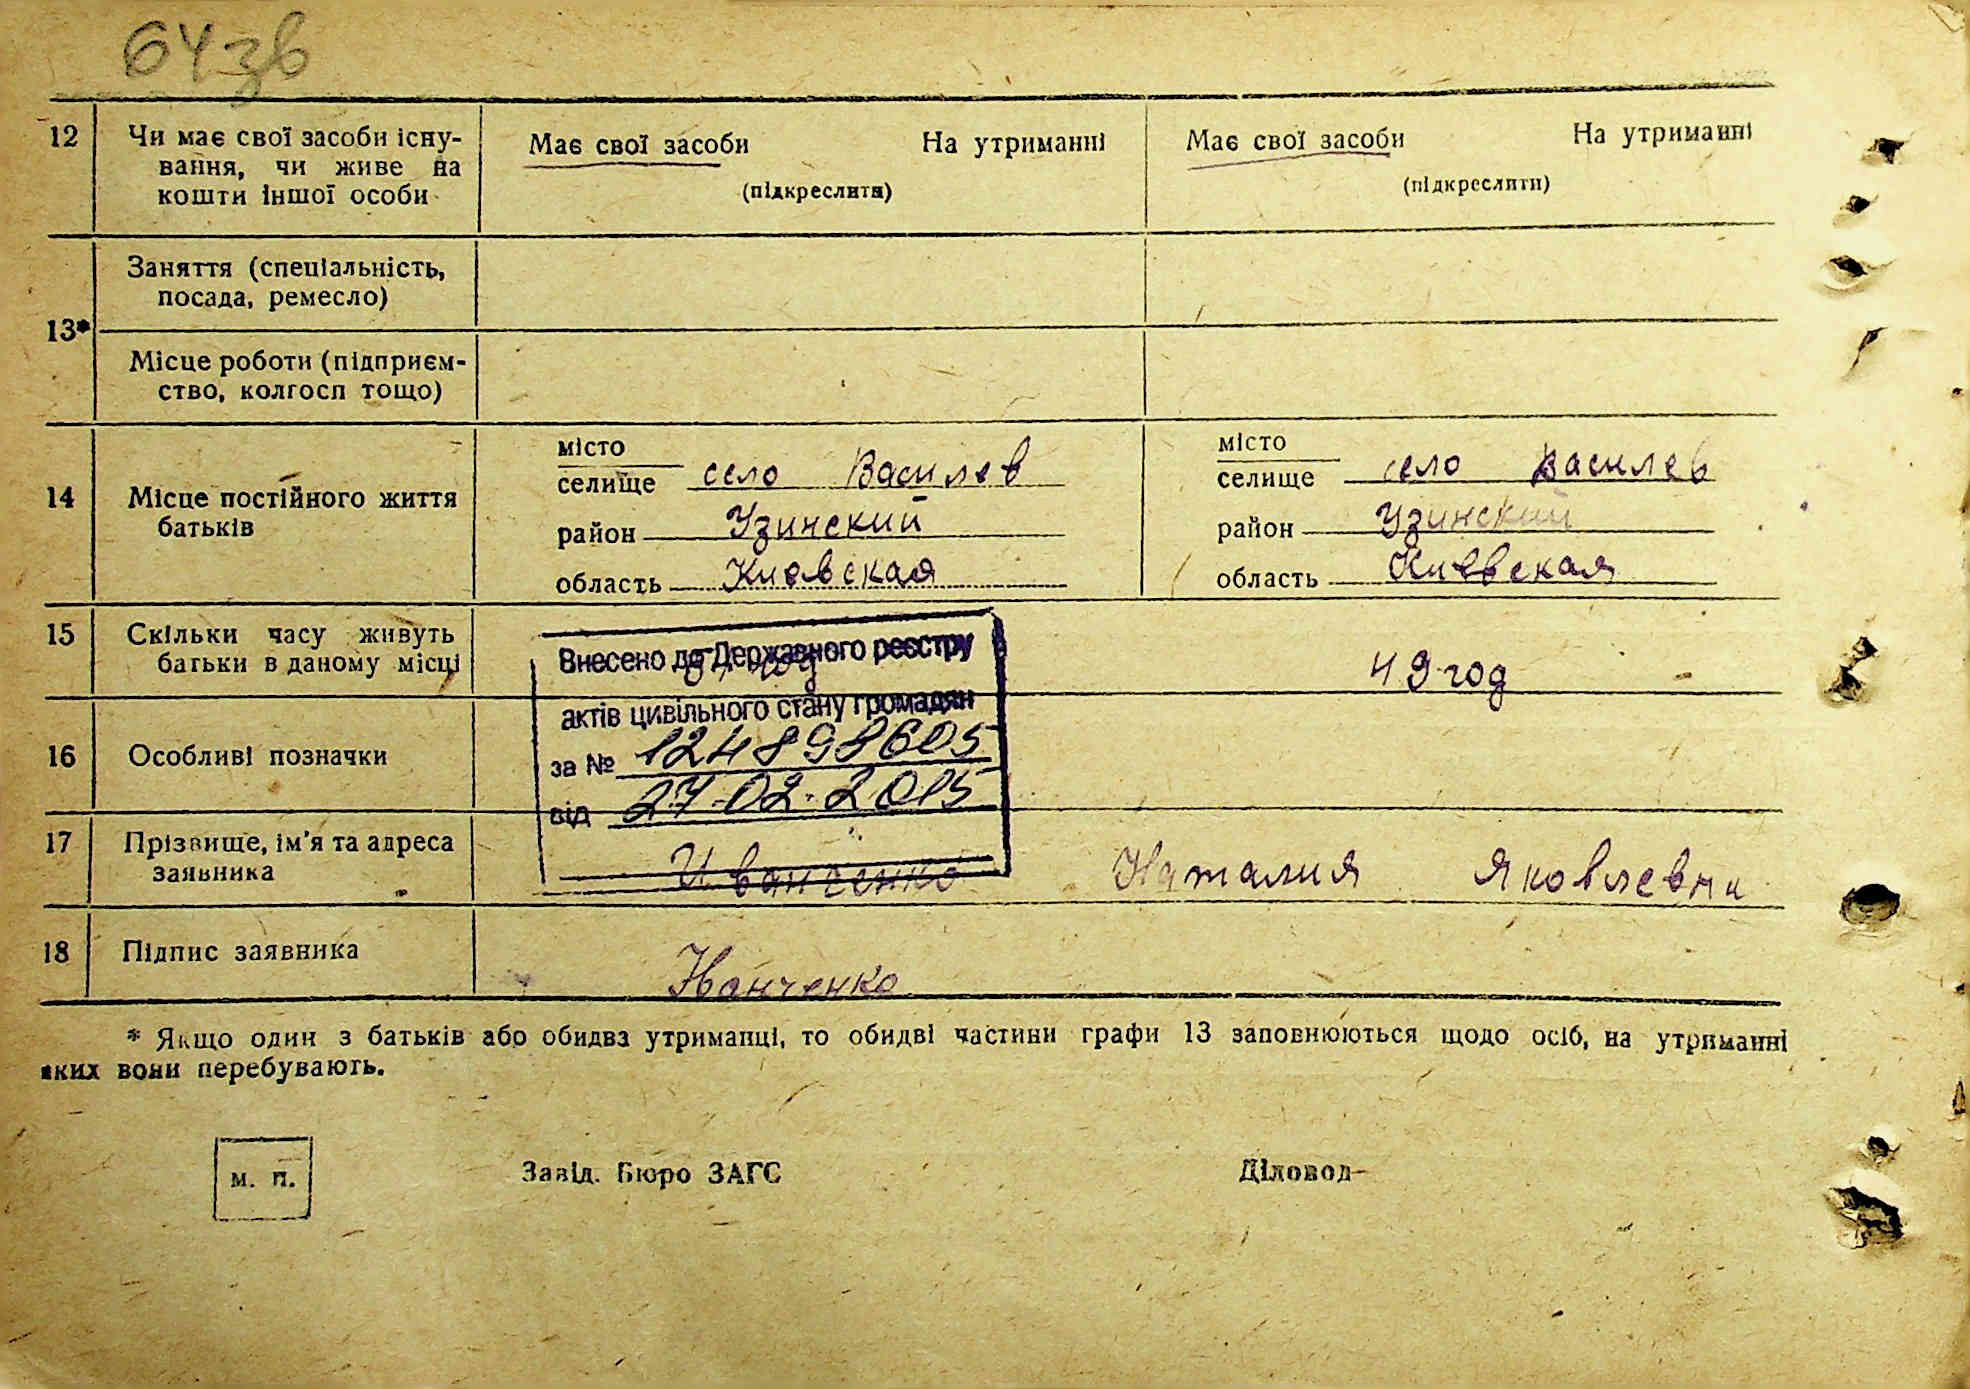 64зв
12 Чи має свої засоби існу-
вання, чи живе на
кошти іншої особи
Має свої засоби На утриманні
(підкреслити)
Має свої засоби На утриманні
(підкреслити)
13*
Заняття (спеціальність,
посада, ремесло)
Місце роботи (підприєм-
ство, колгосп тощо)
14 Місце постійного життя
батьків
місто
селище село Василев
район Узинский
область Киевская
місто
селище село Василев
район Узинский
область Киевская
15 Скільки часу живуть
батьки в даному місці
год
49 год
Внесено до Державного реєстру
актів цивільного стану громадян
за № 124898605
від 27-02-2015
16 Особливі позначки
17 Прізвище, ім'я та адреса
заявника
Иванченко Наталия Яковлевна
18 Підпис заявника
Иванченко
* Якщо один з батьків або обидва утриманці, то обидві частини графи 13 заповнюються щодо осіб, на утриманні
яких вони перебувають.
м. п.
Завід. Бюро ЗАГС
Діловод